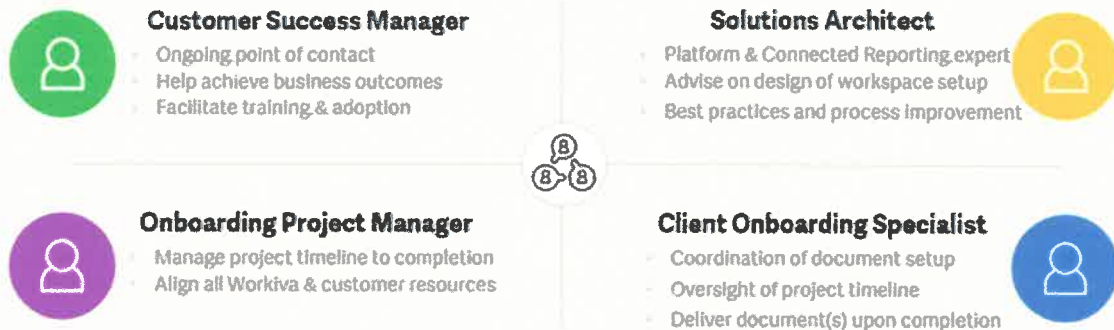 Customer Success Manager
Ongoing point of contact
Help achieve business outcomes
Facilitate training & adoption
Solutions Architect
Platform & Connected Reporting expert
Advise on design of workspace setup
Best practices and process improvement
Onboarding Project Manager
Manage project timeline to completion
Align all Workiva & customer resources
Client Onboarding Specialist
Coordination of document setup
Oversight of project timeline
Deliver document(s) upon completion